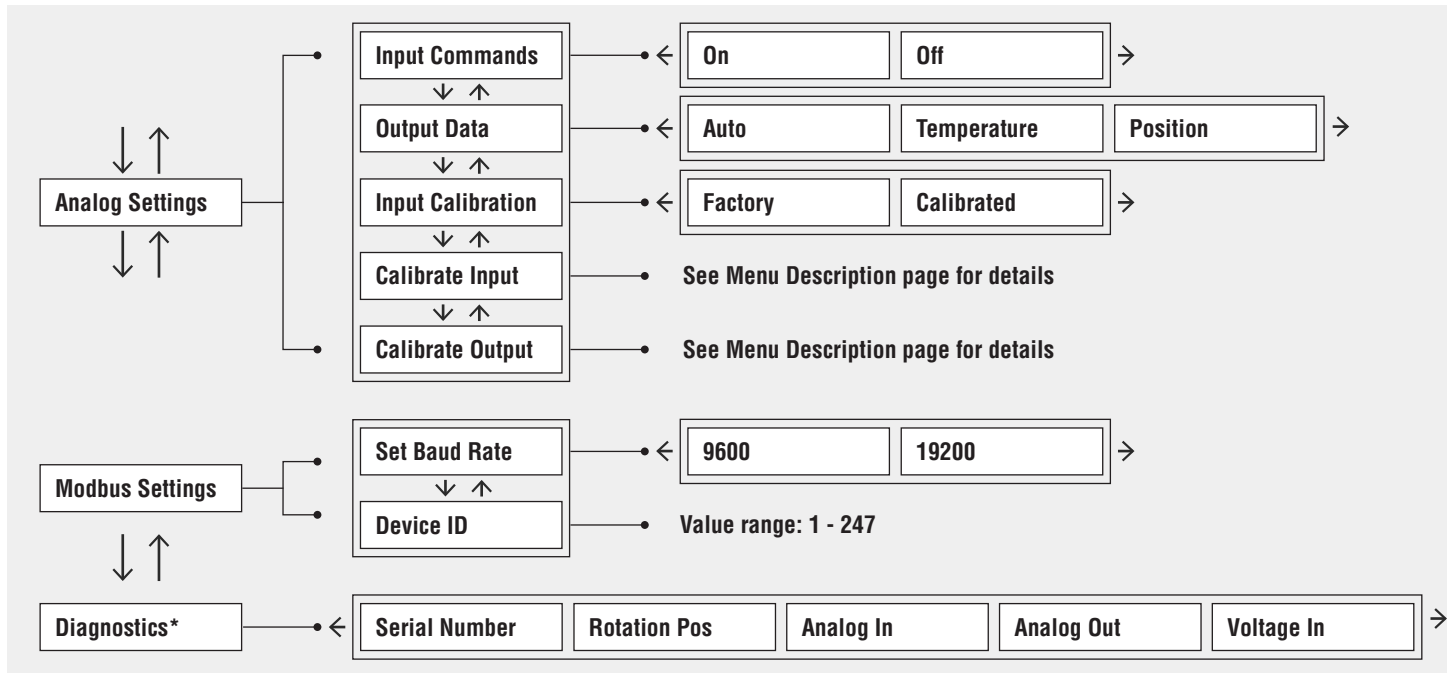 Input Commands
On
Off
Output Data
Auto
Temperature
Position
Analog Settings
Input Calibration
Factory
Calibrated
Calibrate Input
See Menu Description page for details
Calibrate Output
See Menu Description page for details
Modbus Settings
Set Baud Rate
9600
19200
Device ID
Value range: 1 - 247
Diagnostics*
Serial Number
Rotation Pos
Analog In
Analog Out
Voltage In